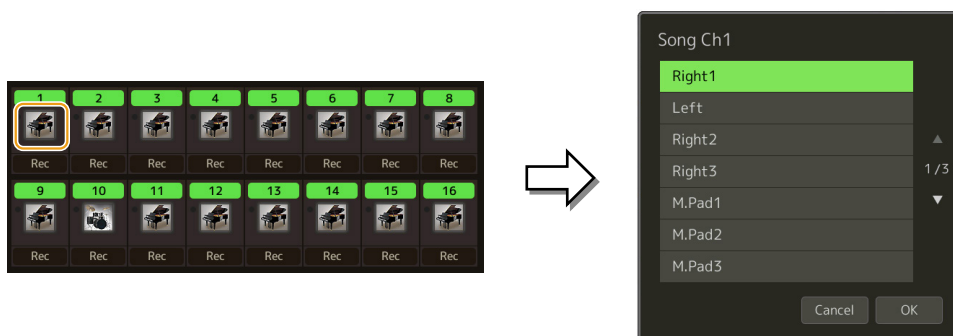 1 2 3 4 5 6 7 8
Rec Rec Rec Rec Rec Rec Rec Rec
9 10 11 12 13 14 15 16
Rec Rec Rec Rec Rec Rec Rec Rec
Song Ch1
Right1
Left
Right2
Right3
M.Pad1
M.Pad2
M.Pad3
1/3
Cancel OK